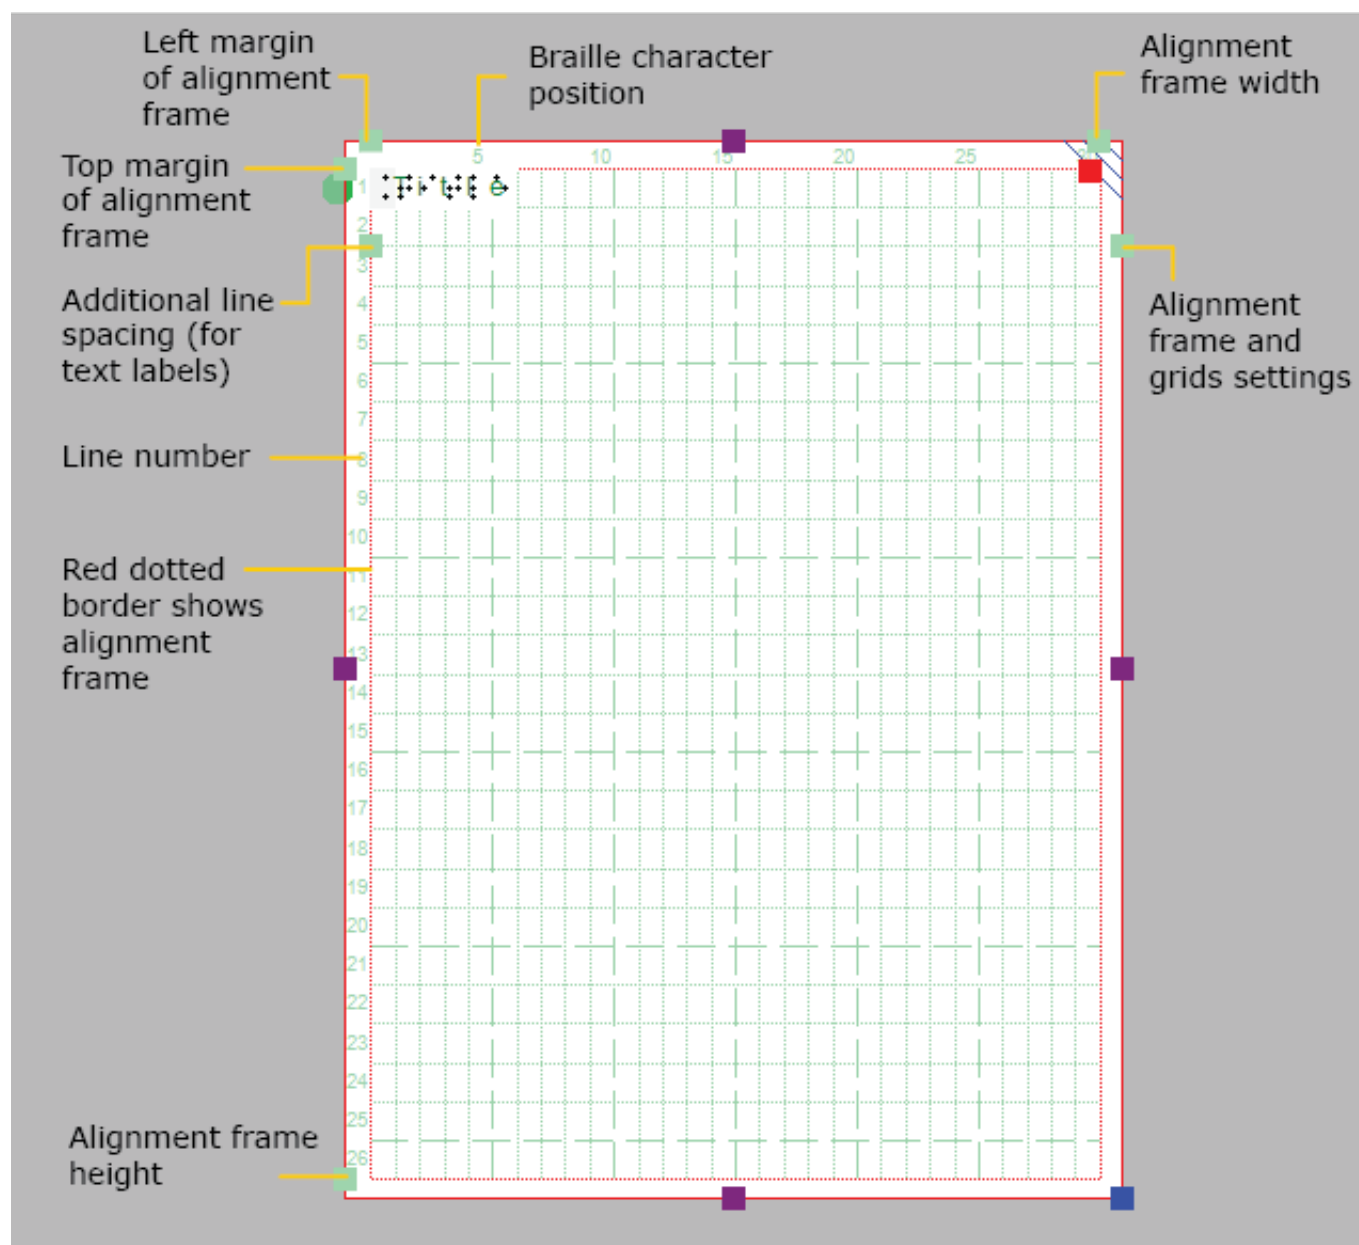 Left margin
of alignment
frame
Braille character
position
Alignment
frame width
Top margin
of alignment
frame
5 10 15 20 25
1
Title
2
3
Additional line
spacing (for
text labels)
Alignment
frame and
grids settings
4
5
6
7
Line number
8
9
10
Red dotted
border shows
alignment
frame
11
12
13
14
15
16
17
18
19
20
21
22
23
24
25
Alignment frame
height
26